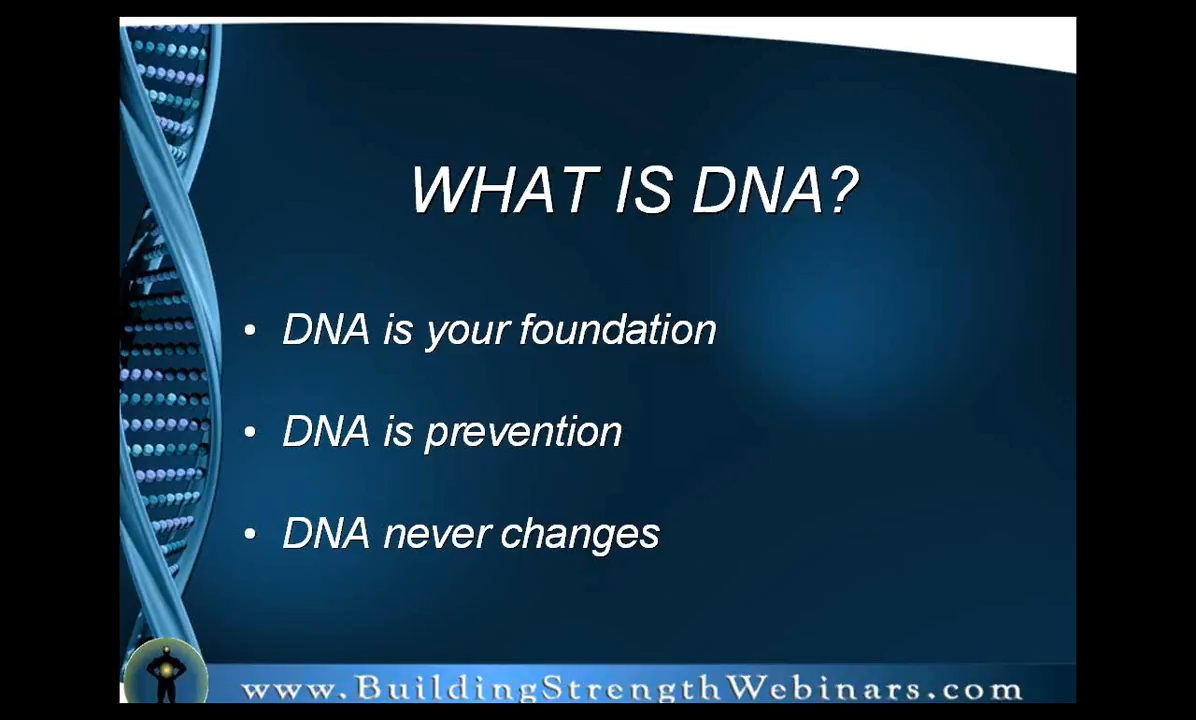 WHAT IS DNA?
• DNA is your foundation
• DNA is prevention
• DNA never changes
www.BuildingStrengthWebinars.com